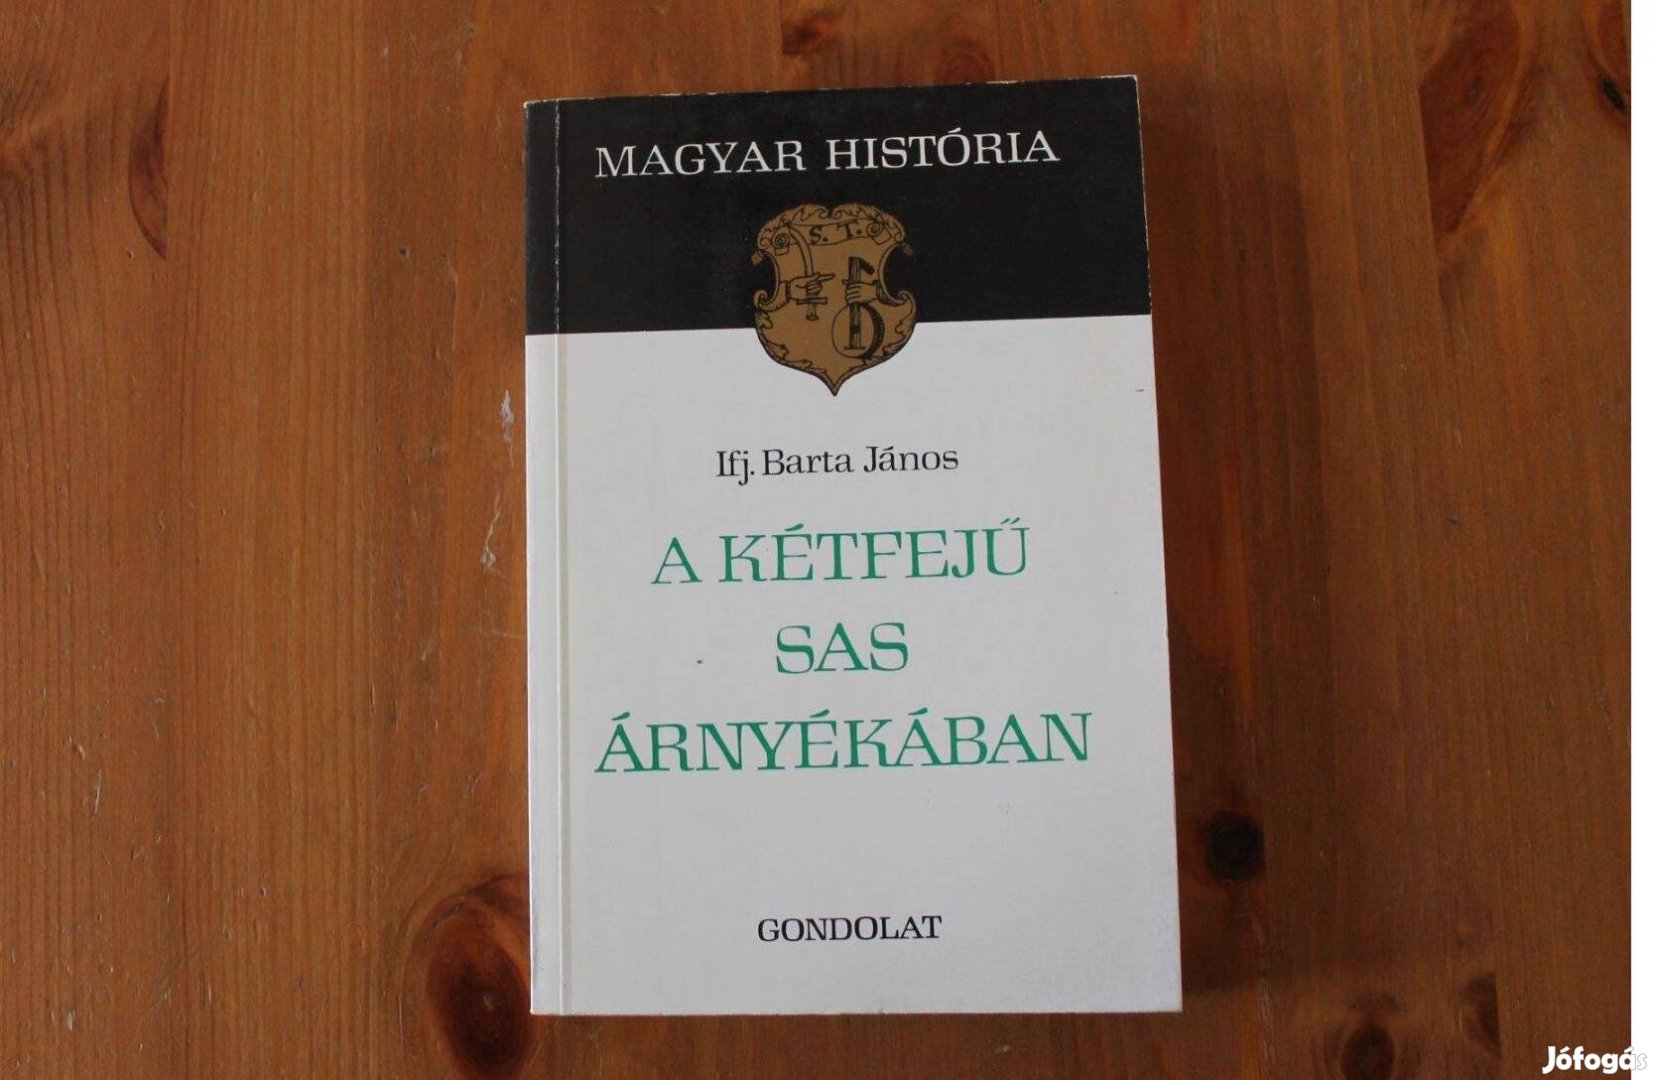 MAGYAR HISTÓRIA
S. T.
Ifj. Barta János
A KÉTFEJŰ
SAS
ÁRNYÉKÁBAN
GONDOLAT
Jófogás